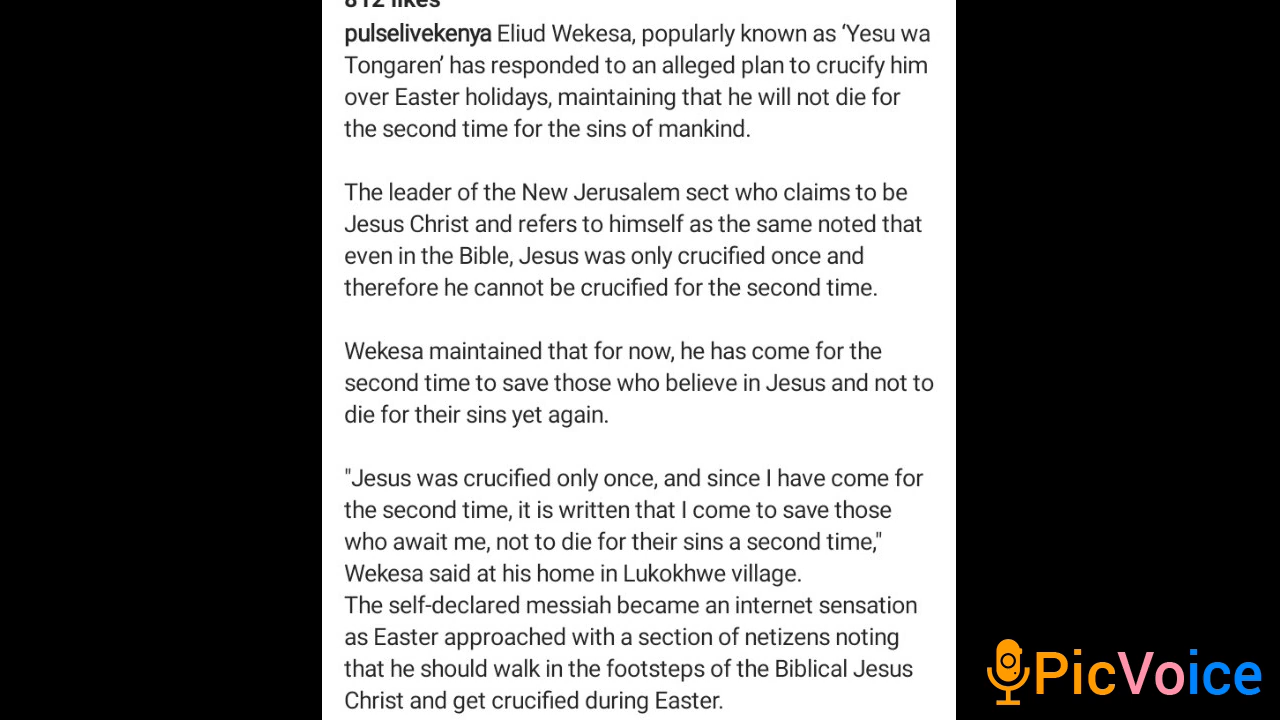 812 likes
pulselivekenya Eliud Wekesa, popularly known as ‘Yesu wa
Tongaren’ has responded to an alleged plan to crucify him
over Easter holidays, maintaining that he will not die for
the second time for the sins of mankind.
The leader of the New Jerusalem sect who claims to be
Jesus Christ and refers to himself as the same noted that
even in the Bible, Jesus was only crucified once and
therefore he cannot be crucified for the second time.
Wekesa maintained that for now, he has come for the
second time to save those who believe in Jesus and not to
die for their sins yet again.
"Jesus was crucified only once, and since I have come for
the second time, it is written that I come to save those
who await me, not to die for their sins a second time,"
Wekesa said at his home in Lukokhwe village.
The self-declared messiah became an internet sensation
as Easter approached with a section of netizens noting
that he should walk in the footsteps of the Biblical Jesus
Christ and get crucified during Easter.
PicVoice